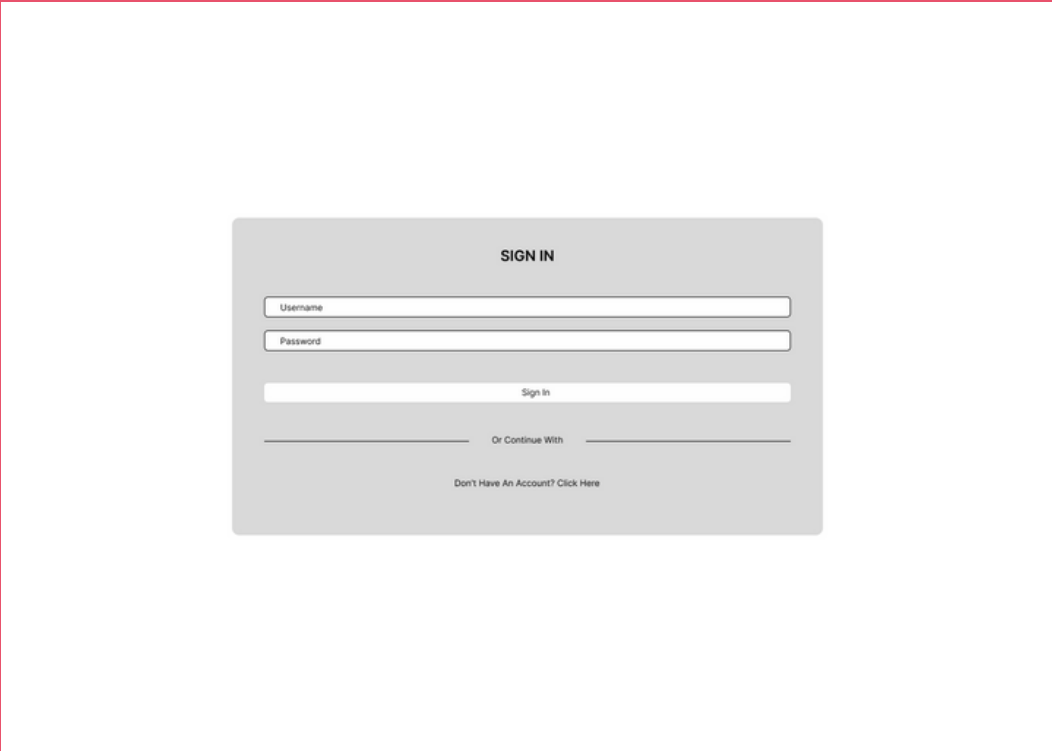 SIGN IN
Username
Password
Sign In
Or Continue With
Don't Have An Account? Click Here